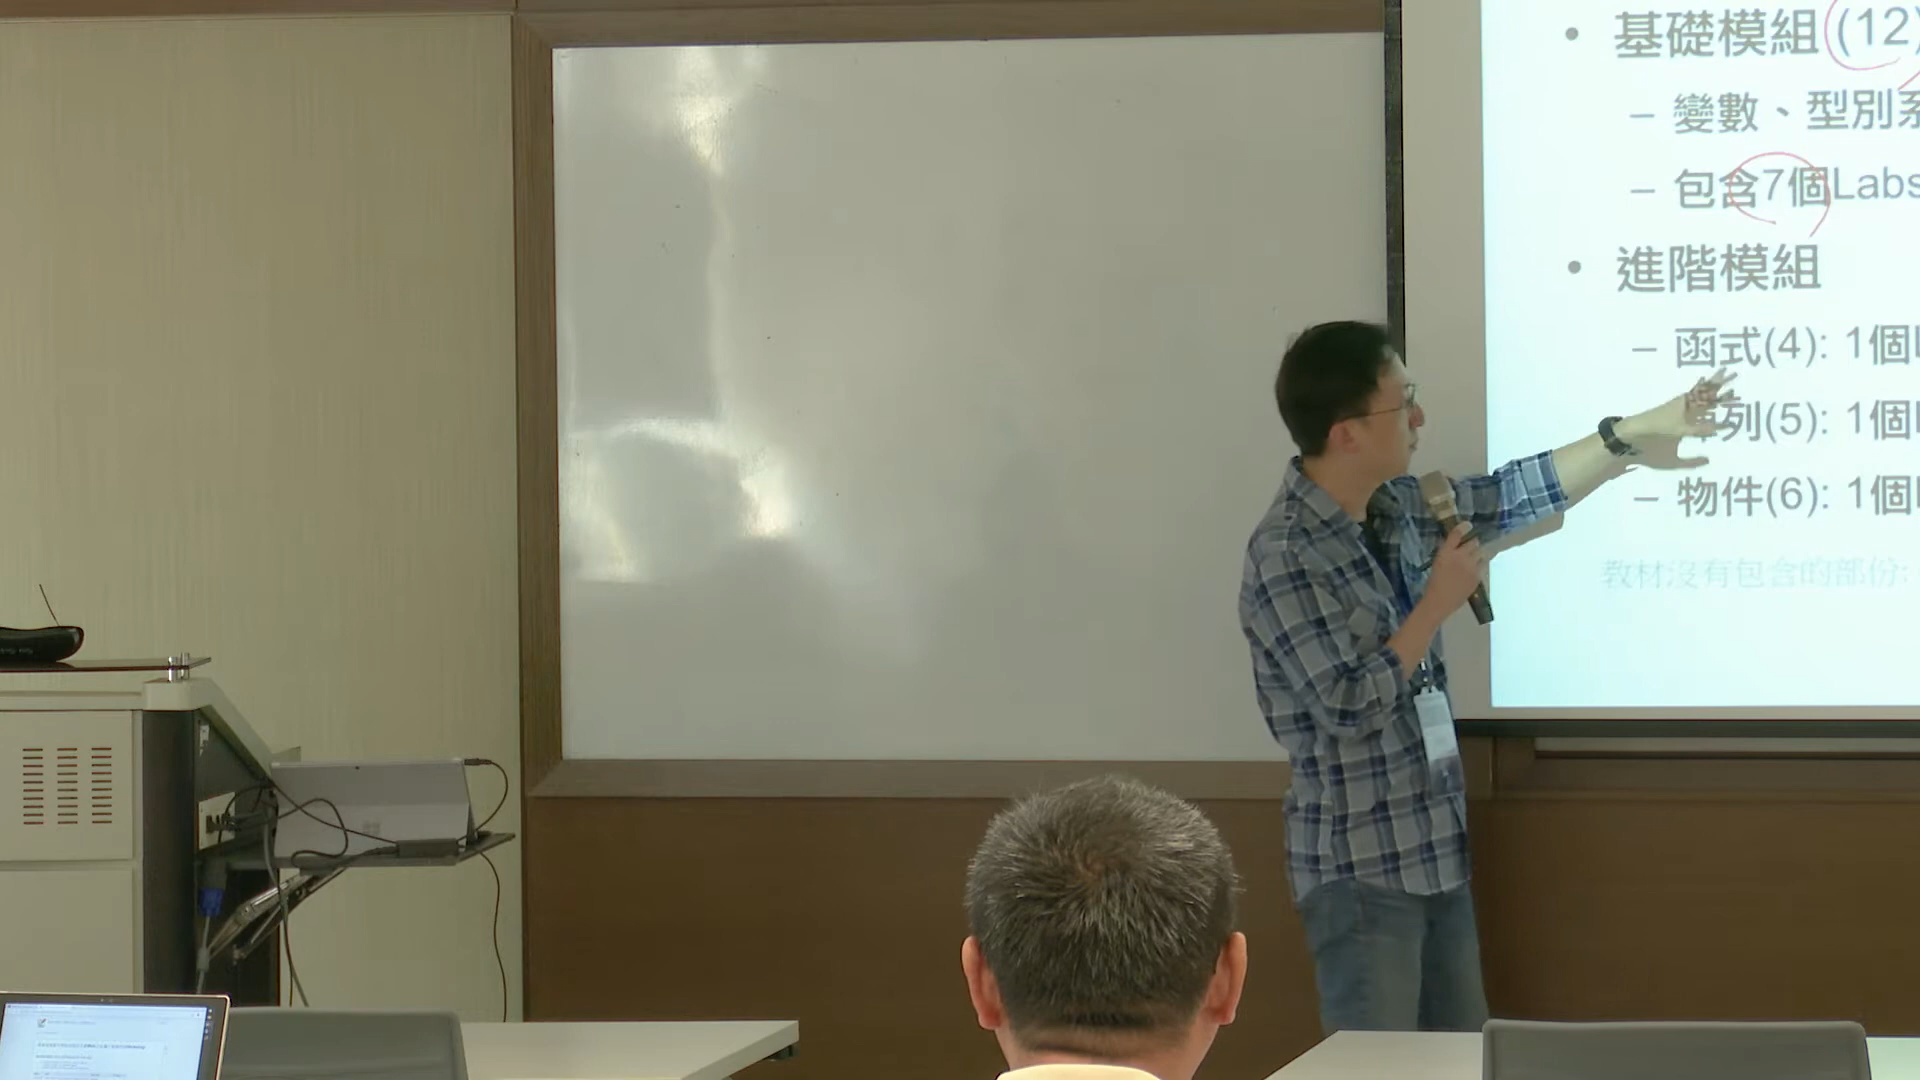 • 基礎模組 (12)
– 變數、型別系
– 包含7個Labs
• 進階模組
– 函式(4): 1個
陣列(5): 1個
– 物件(6): 1個
教材沒有包含的部份: